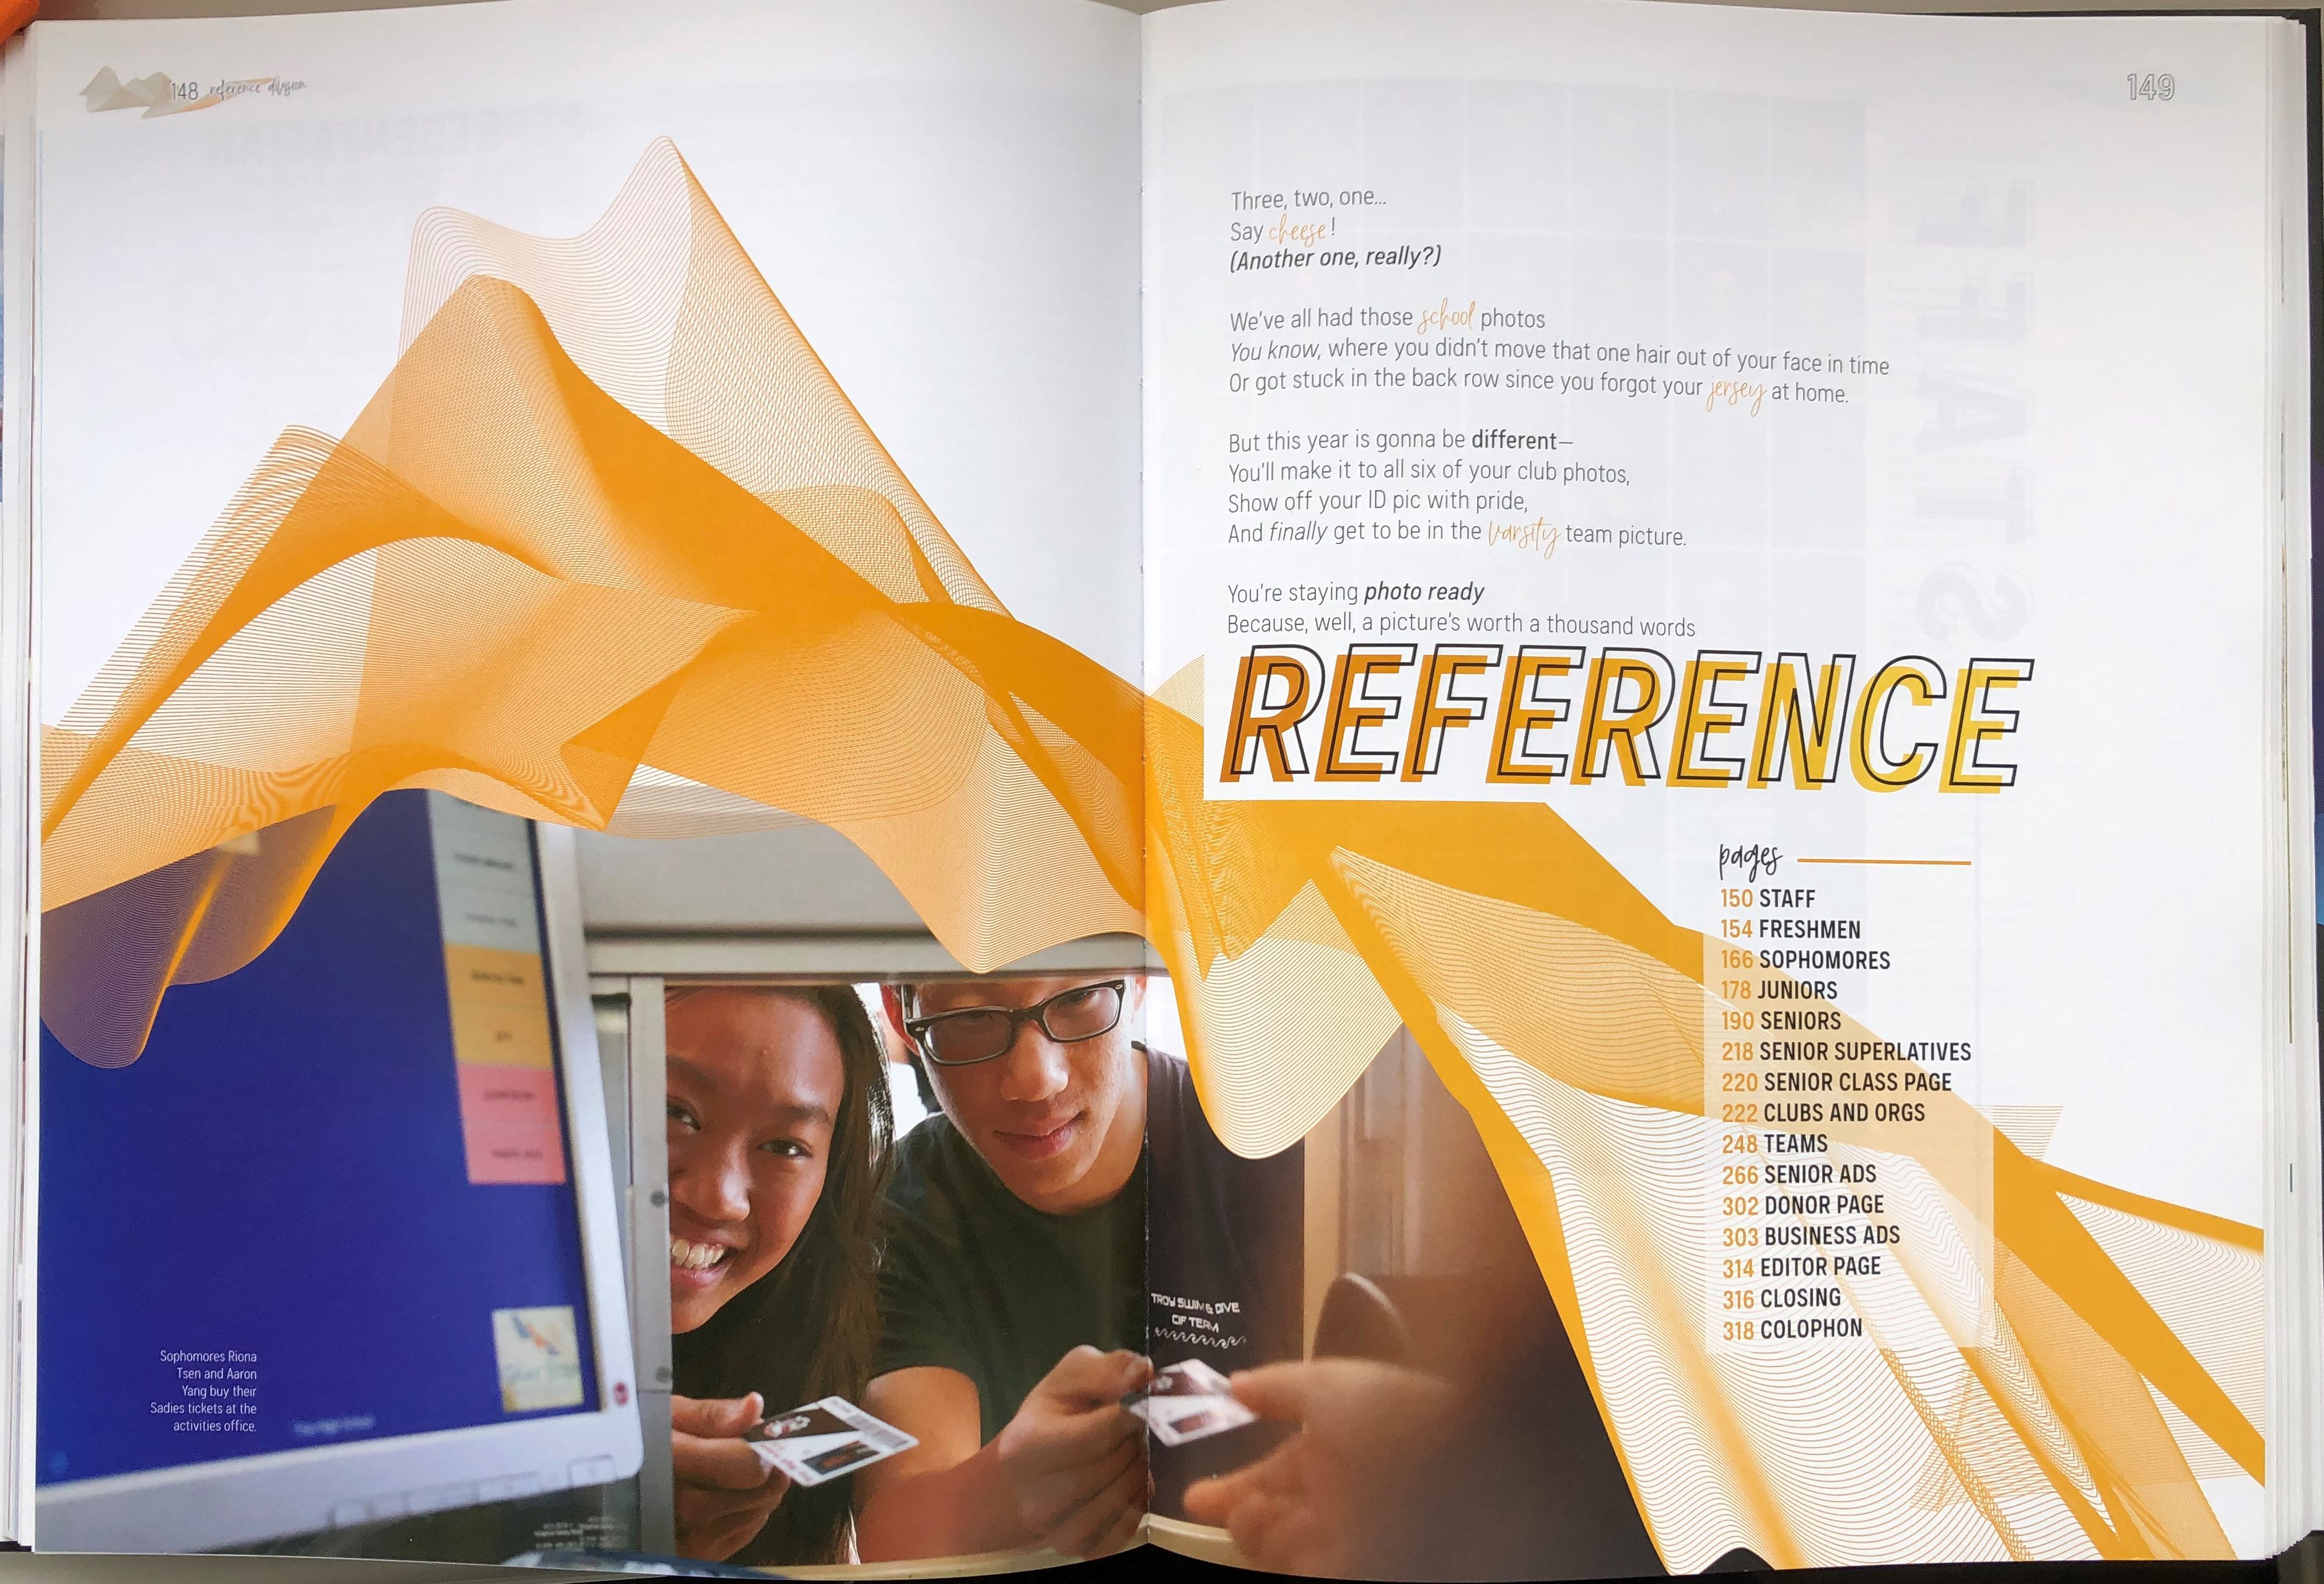 148 reference division
149
Three, two, one...
Say cheese!
(Another one, really?)
We've all had those school photos
You know, where you didn't move that one hair out of your face in time
Or got stuck in the back row since you forgot your jersey at home.
But this year is gonna be different—
You'll make it to all six of your club photos,
Show off your ID pic with pride,
And finally get to be in the varsity team picture.
You're staying photo ready
Because, well, a picture's worth a thousand words
REFERENCE
pages
150 STAFF
154 FRESHMEN
166 SOPHOMORES
178 JUNIORS
190 SENIORS
218 SENIOR SUPERLATIVES
220 SENIOR CLASS PAGE
222 CLUBS AND ORGS
248 TEAMS
266 SENIOR ADS
302 DONOR PAGE
303 BUSINESS ADS
314 EDITOR PAGE
316 CLOSING
318 COLOPHON
TROY SWIM & DIVE
CIF TEAM
Sophomores Riona
Tsen and Aaron
Yang buy their
Sadies tickets at the
activities office.